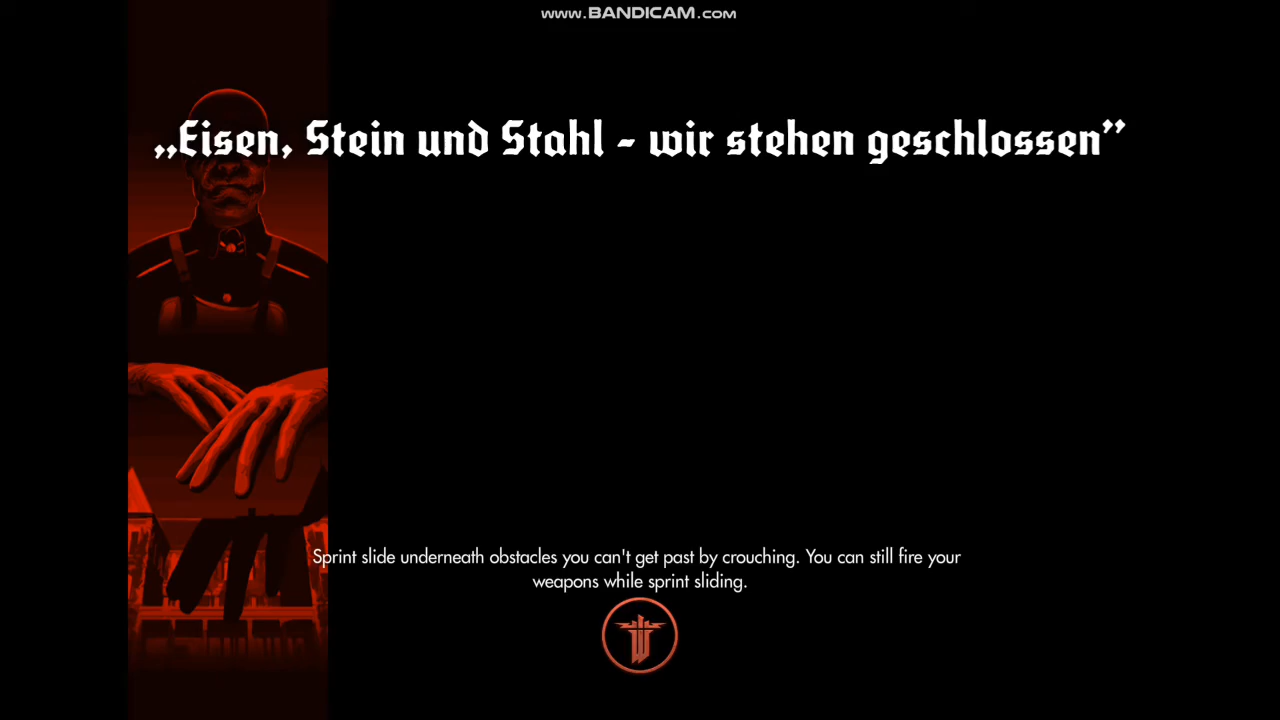 www.BANDICAM.com
„Eisen, Stein und Stahl - wir stehen geschlossen”
Sprint slide underneath obstacles you can't get past by crouching. You can still fire your
weapons while sprint sliding.